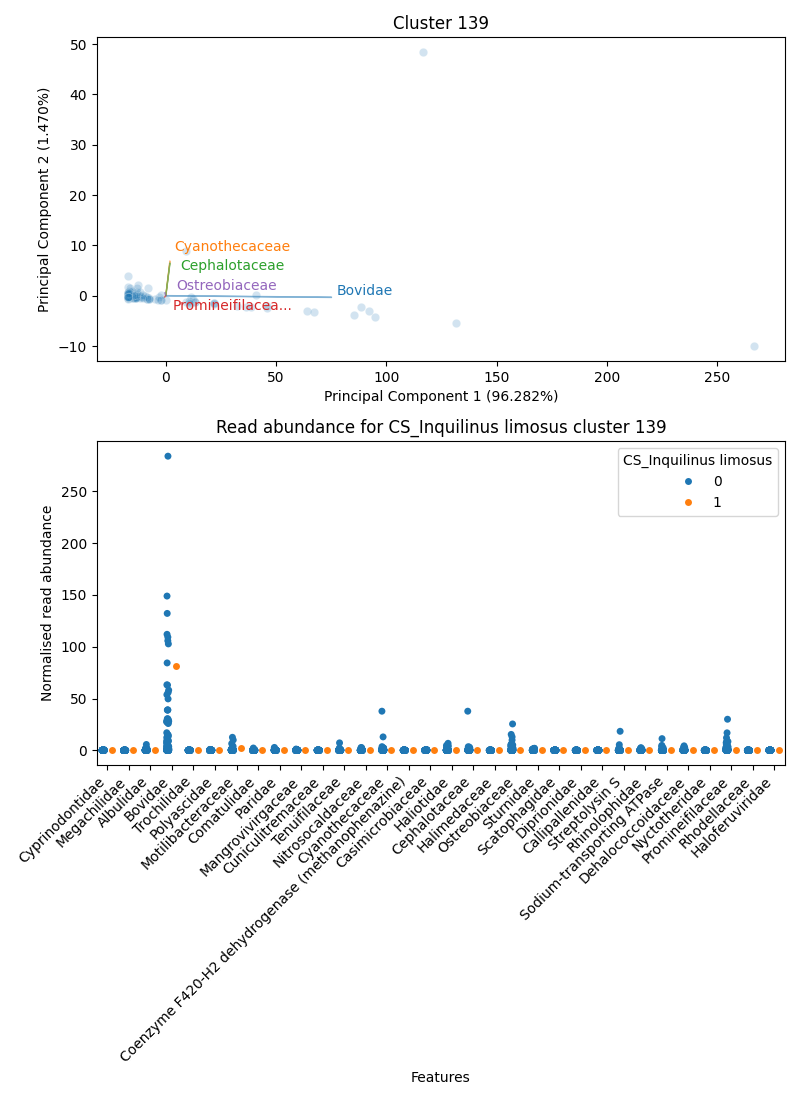 Cluster 139
Principal Component 2 (1.470%)
50
40
30
20
10
0
−10
Cyanothecaceae
Cephalotaceae
Ostreobiaceae
Bovidae
Promineifilacea...
0
50
100
150
200
250
Principal Component 1 (96.282%)
Read abundance for CS_Inquilinus limosus cluster 139
CS_Inquilinus limosus
0
1
Normalised read abundance
250
200
150
100
50
0
Cyprinodontidae
Megachilidae
Albulidae
Bovidae
Trochilidae
Polyascidae
Motilibacteraceae
Comatulidae
Paridae
Mangrovivirgaceae
Cuniculitremaceae
Tenuifilaceae
Nitrosocaldaceae
Cyanothecaceae
Coenzyme F420-H2 dehydrogenase (methanophenazine)
Casimicrobiaceae
Haliotidae
Cephalotaceae
Halimedaceae
Ostreobiaceae
Sturnidae
Scatophagidae
Diprionidae
Callipallenidae
Streptolysin S
Rhinolophidae
Sodium-transporting ATPase
Dehalococcoidaceae
Nyctotheridae
Promineifilaceae
Rhodellaceae
Haloferuviridae
Features